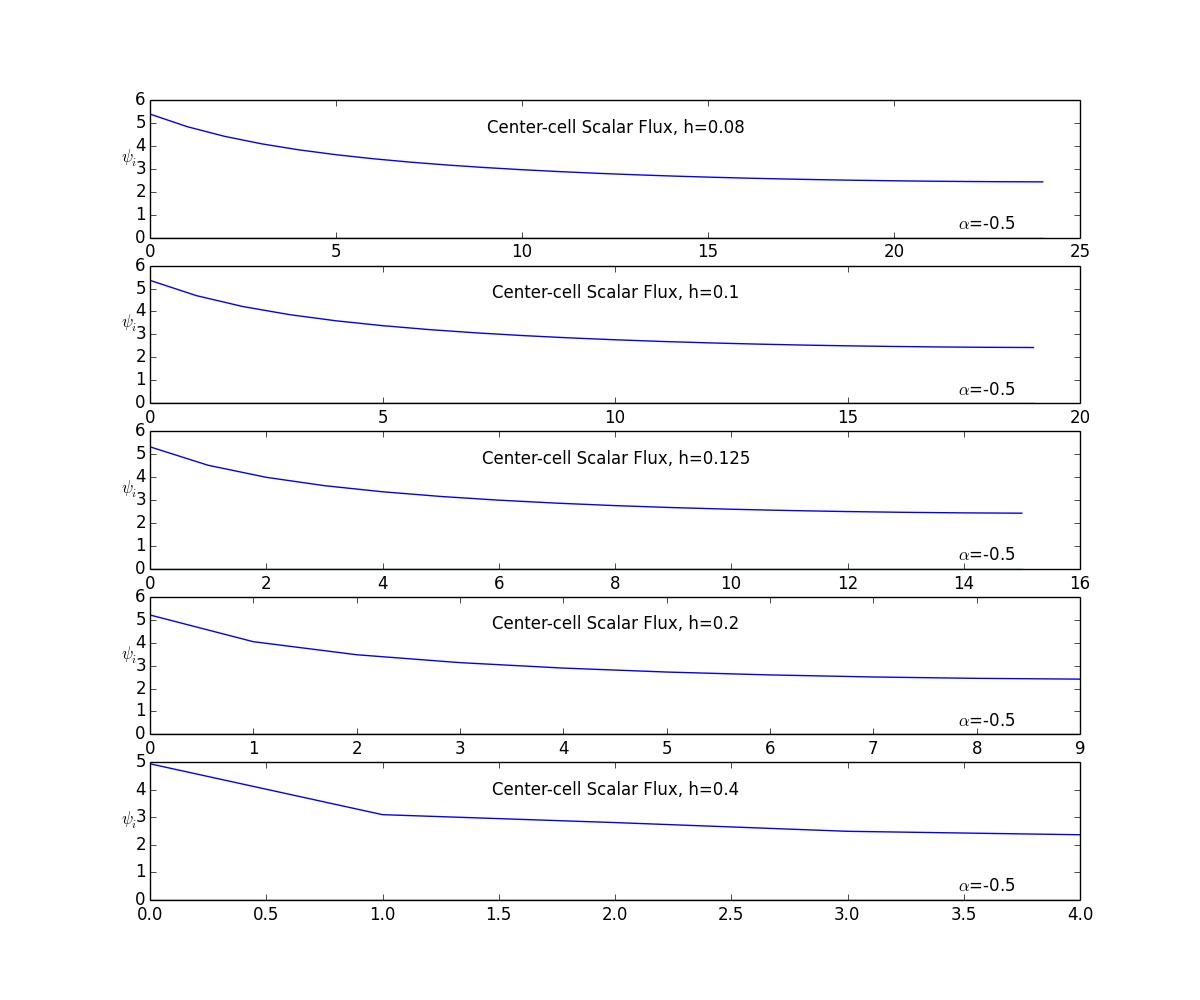 6
Center-cell Scalar Flux, h=0.08
5
4
ψi
3
2
1
α=-0.5
0
0 5 10 15 20 25
6
Center-cell Scalar Flux, h=0.1
5
4
ψi
3
2
1
α=-0.5
0
0 5 10 15 20
6
Center-cell Scalar Flux, h=0.125
5
4
ψi
3
2
1
α=-0.5
0
0 2 4 6 8 10 12 14 16
6
Center-cell Scalar Flux, h=0.2
5
4
ψi
3
2
1
α=-0.5
0
0 1 2 3 4 5 6 7 8 9
5
Center-cell Scalar Flux, h=0.4
4
ψi
3
2
1
α=-0.5
0
0.0 0.5 1.0 1.5 2.0 2.5 3.0 3.5 4.0